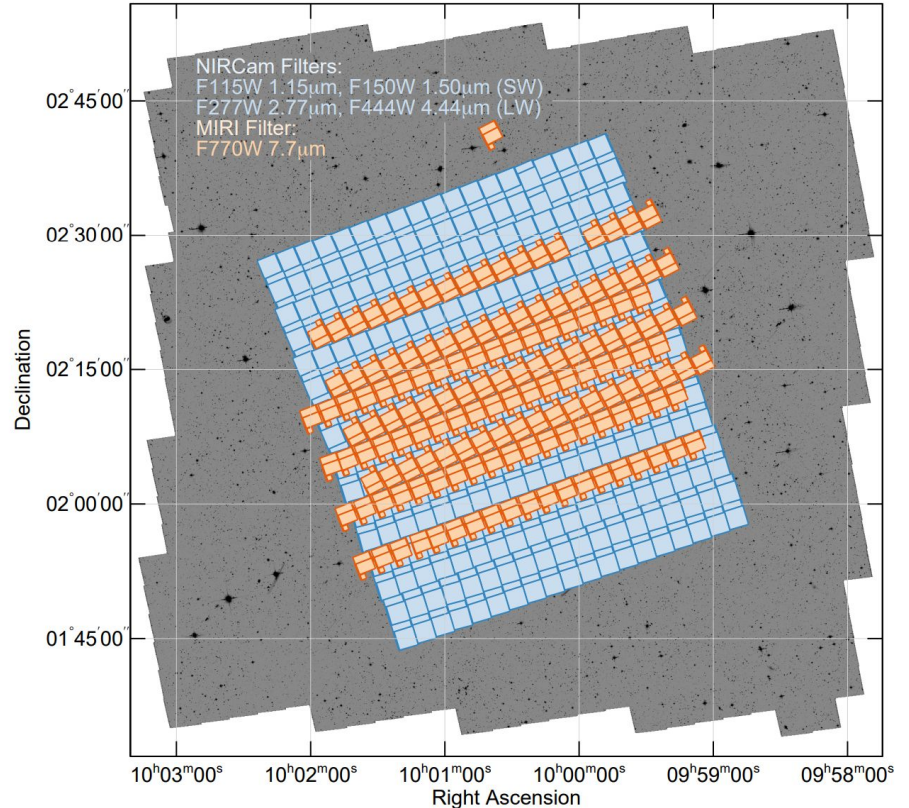 NIRCam Filters:
F115W 1.15μm, F150W 1.50μm (SW)
F277W 2.77μm, F444W 4.44μm (LW)
MIRI Filter:
F770W 7.7μm
02°45′00″
02°30′00″
02°15′00″
02°00′00″
01°45′00″
Declination
10ʰ03ᵐ00ˢ 10ʰ02ᵐ00ˢ 10ʰ01ᵐ00ˢ 10ʰ00ᵐ00ˢ 09ʰ59ᵐ00ˢ 09ʰ58ᵐ00ˢ
Right Ascension